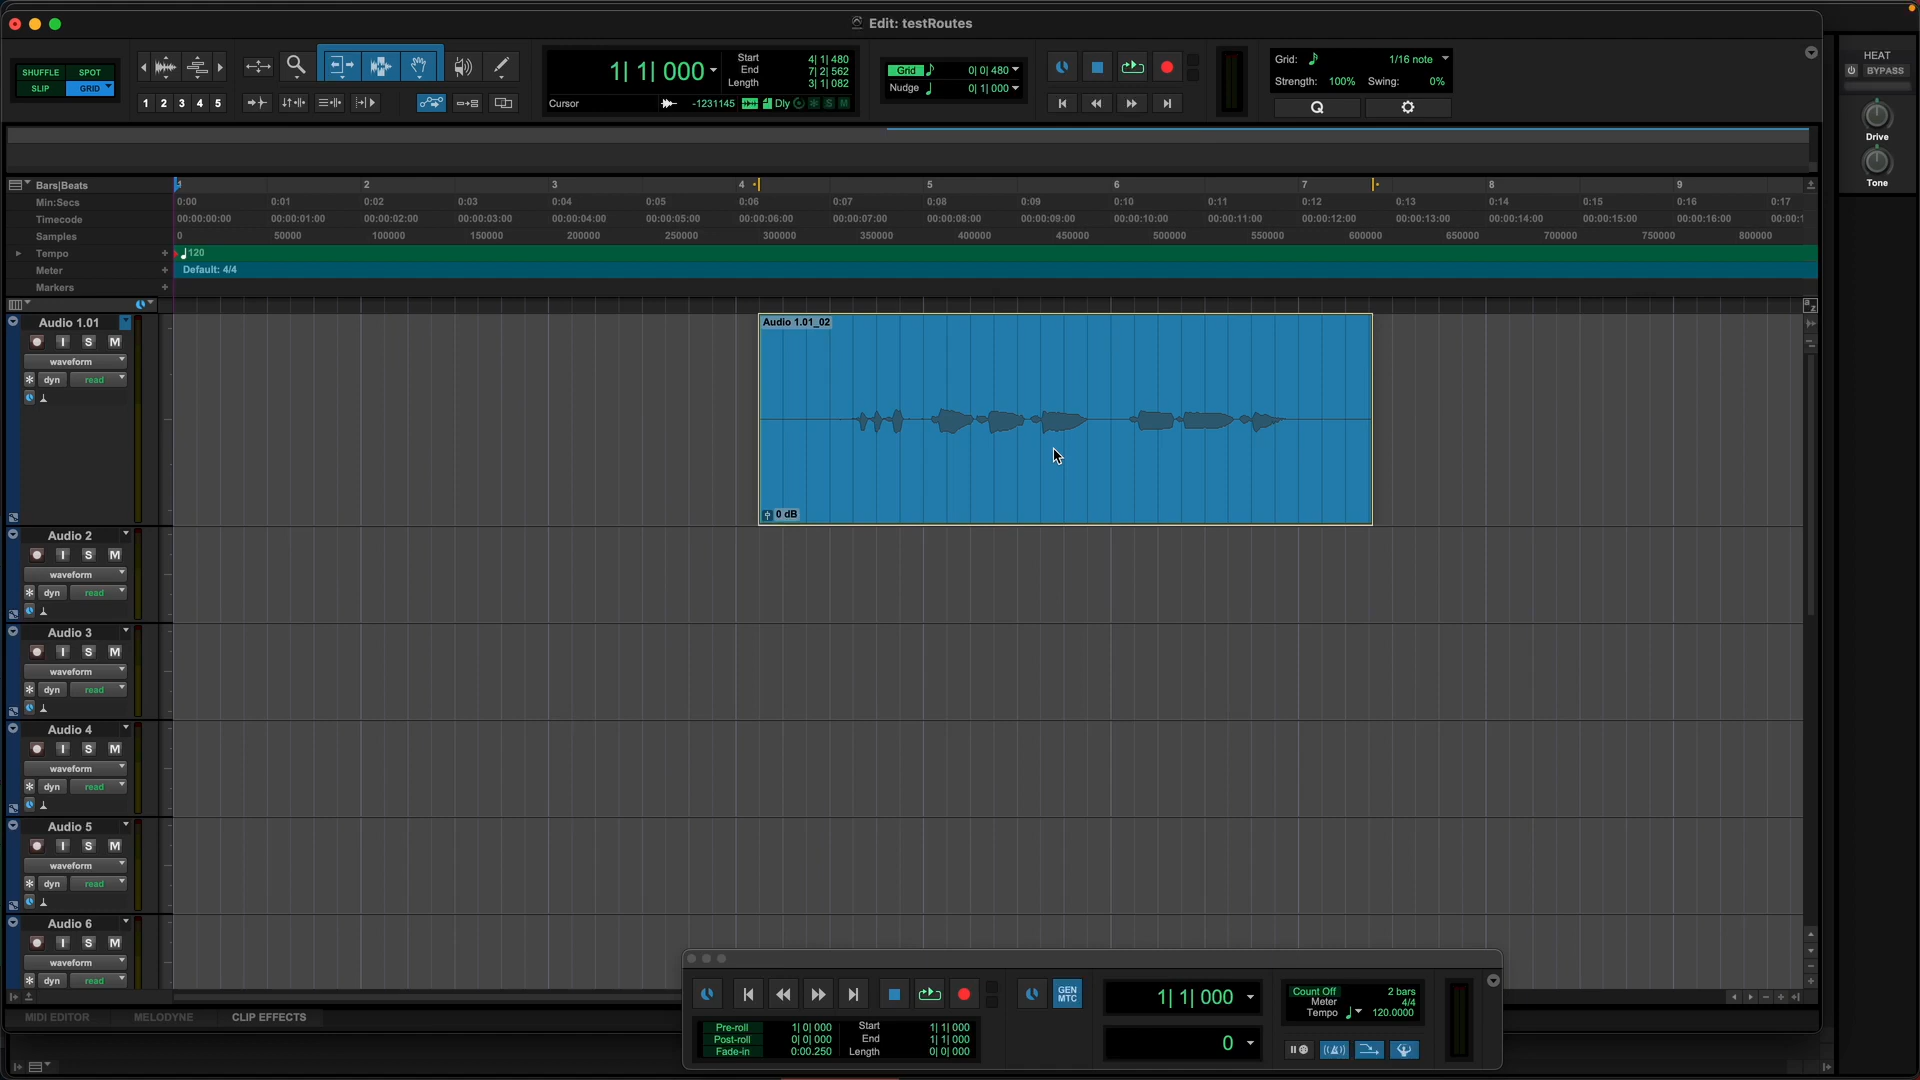 Edit: testRoutes
SHUFFLE SPOT
SLIP GRID
1 2 3 4 5
1| 1| 000
Start 4| 1| 480
End 7| 2| 562
Length 3| 1| 082
Cursor -1231145 Dly S M
Grid 0| 0| 480
Nudge 0| 1| 000
Grid: 1/16 note
Strength: 100% Swing: 0%
Q
HEAT
BYPASS
Drive
Tone
Bars|Beats 1 2 3 4 5 6 7 8 9
Min:Secs 0:00 0:01 0:02 0:03 0:04 0:05 0:06 0:07 0:08 0:09 0:10 0:11 0:12 0:13 0:14 0:15 0:16 0:17
Timecode 00:00:00:00 00:00:01:00 00:00:02:00 00:00:03:00 00:00:04:00 00:00:05:00 00:00:06:00 00:00:07:00 00:00:08:00 00:00:09:00 00:00:10:00 00:00:11:00 00:00:12:00 00:00:13:00 00:00:14:00 00:00:15:00 00:00:16:00 00:00:1
Samples 0 50000 100000 150000 200000 250000 300000 350000 400000 450000 500000 550000 600000 650000 700000 750000 800000
Tempo + 120
Meter + Default: 4/4
Markers +
Audio 1.01
I S M
waveform
dyn read
Audio 1.01_02
0 dB
Audio 2
I S M
waveform
dyn read
Audio 3
I S M
waveform
dyn read
Audio 4
I S M
waveform
dyn read
Audio 5
I S M
waveform
dyn read
Audio 6
I S M
waveform
dyn read
MIDI EDITOR MELODYNE CLIP EFFECTS
GEN
MTC
1| 1| 000
0
Count Off 2 bars
Meter 4/4
Tempo 120.0000
Pre-roll 1| 0| 000 Start 1| 1| 000
Post-roll 0| 0| 000 End 1| 1| 000
Fade-in 0:00.250 Length 0| 0| 000